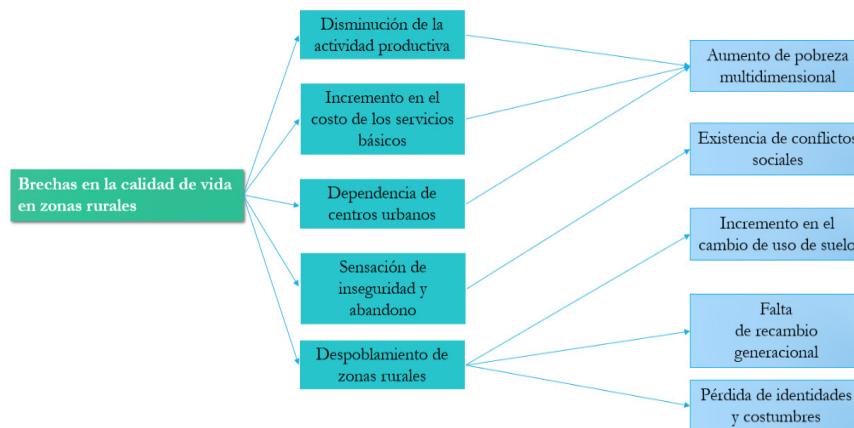 Disminución de la
actividad productiva
Incremento en el
costo de los servicios
básicos
Brechas en la calidad de vida
en zonas rurales
Dependencia de
centros urbanos
Sensación de
inseguridad y
abandono
Despoblamiento de
zonas rurales
Aumento de pobreza
multidimensional
Existencia de conflictos
sociales
Incremento en el
cambio de uso de suelo
Falta
de recambio
generacional
Pérdida de identidades
y costumbres